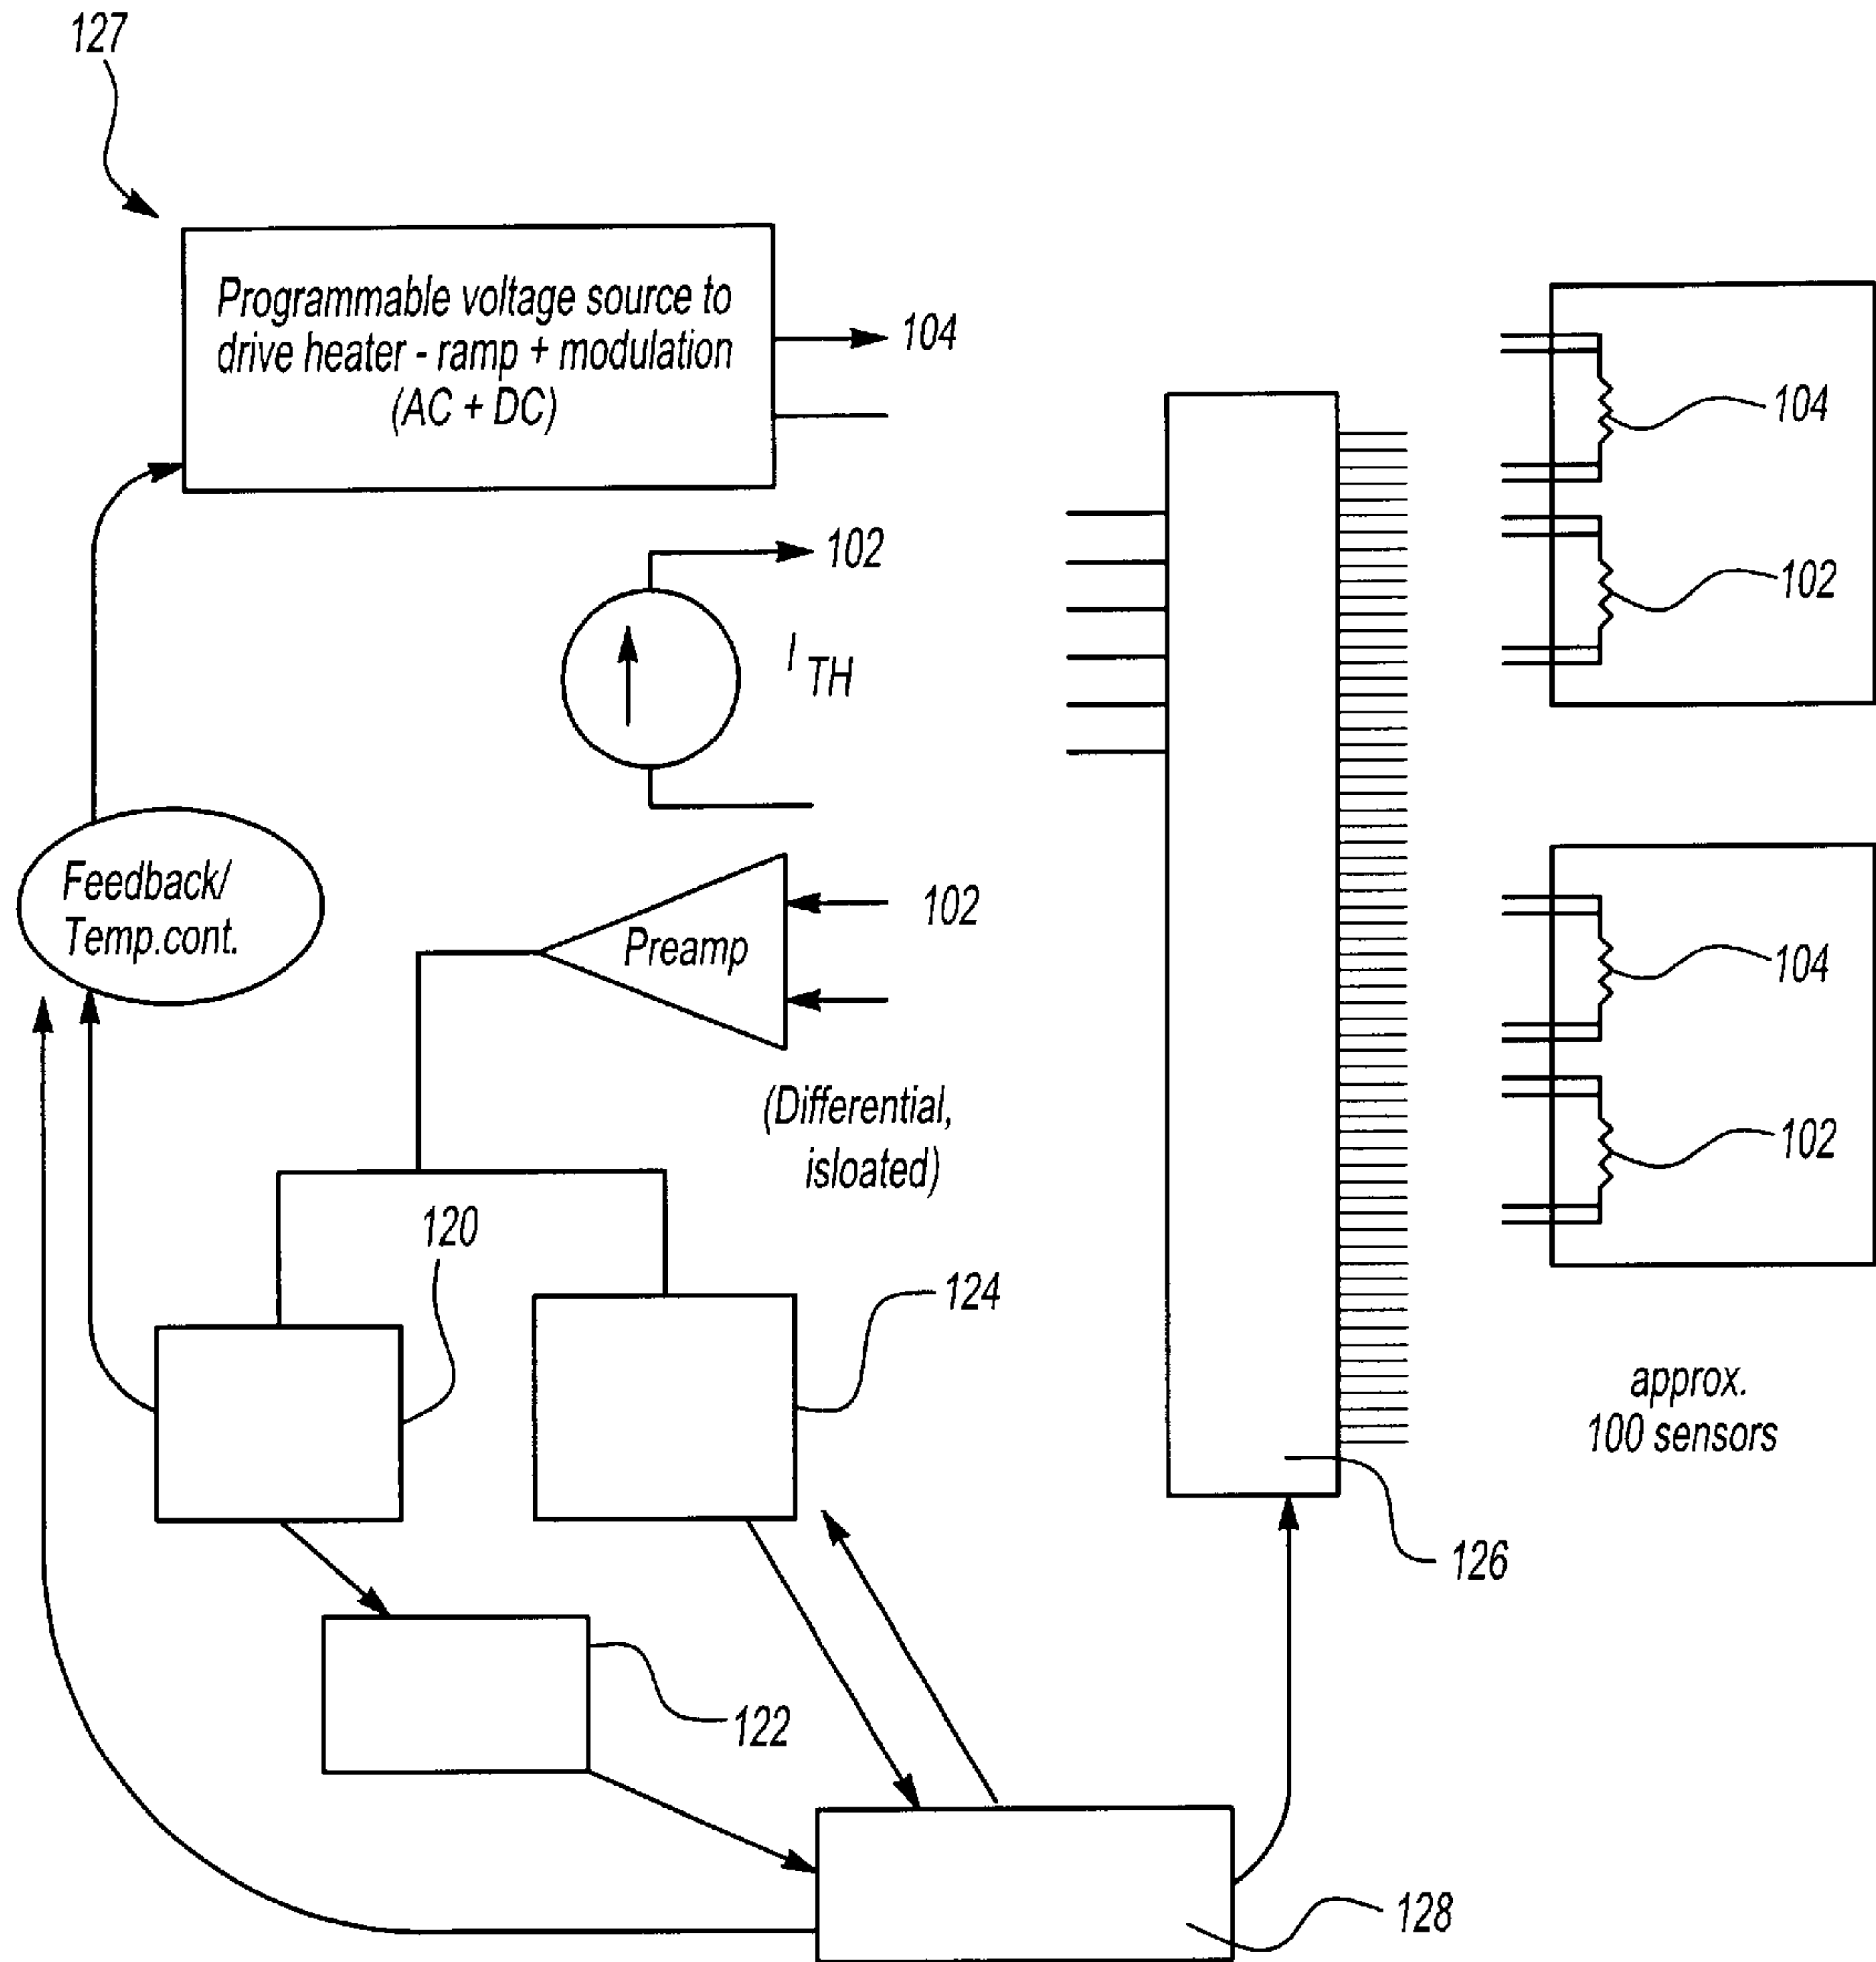 127
Programmable voltage source to
drive heater - ramp + modulation
(AC + DC)
104
102
I TH
Feedback/
Temp.cont.
Preamp
102
(Differential,
isloated)
120
124
122
126
128
104
102
104
102
approx.
100 sensors